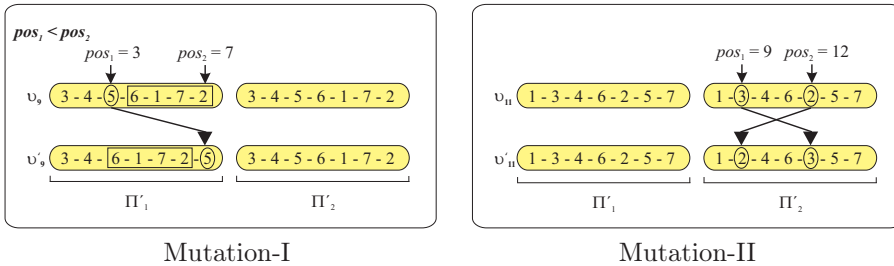 pos₁ < pos₂
pos₁ = 3 pos₂ = 7
υ₉ 3 - 4 - 5 - 6 - 1 - 7 - 2 3 - 4 - 5 - 6 - 1 - 7 - 2
υ′₉ 3 - 4 - 6 - 1 - 7 - 2 - 5 3 - 4 - 5 - 6 - 1 - 7 - 2
Π′₁ Π′₂
Mutation-I
pos₁ = 9 pos₂ = 12
υ₁₁ 1 - 3 - 4 - 6 - 2 - 5 - 7 1 - 3 - 4 - 6 - 2 - 5 - 7
υ′₁₁ 1 - 3 - 4 - 6 - 2 - 5 - 7 1 - 2 - 4 - 6 - 3 - 5 - 7
Π′₁ Π′₂
Mutation-II